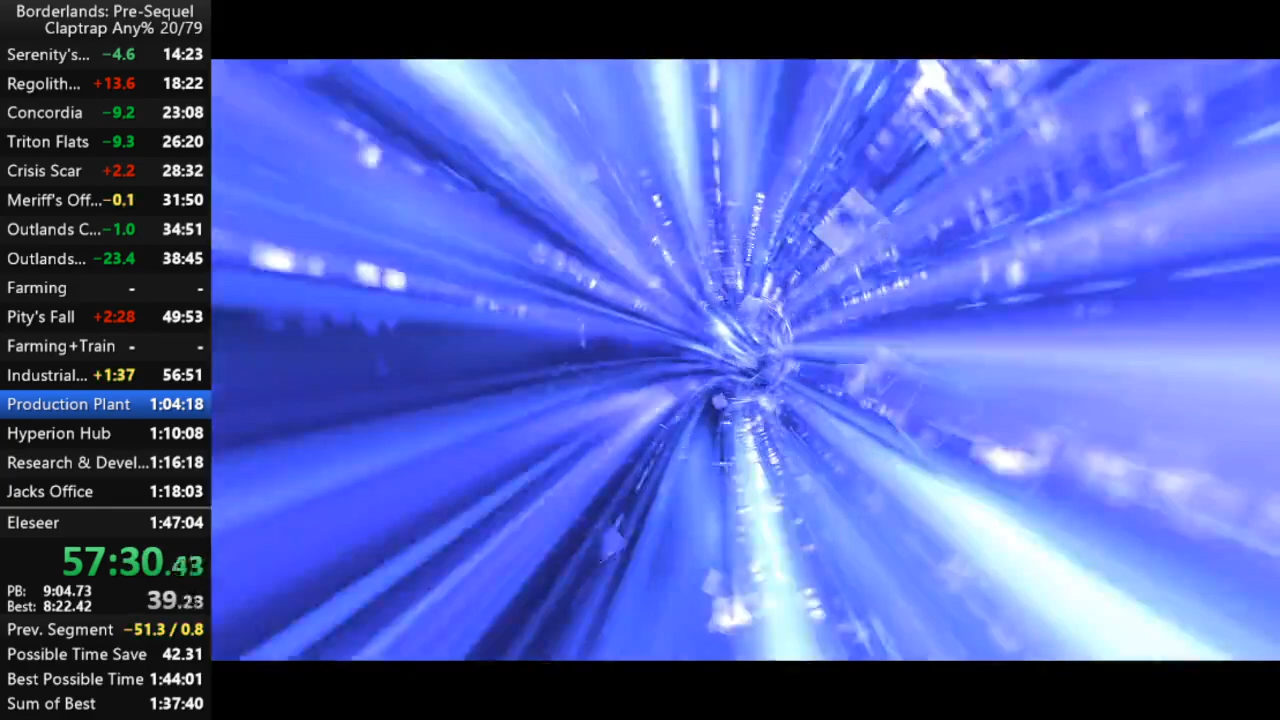 Borderlands: Pre-Sequel
Claptrap Any% 20/79
Serenity's... −4.6 14:23
Regolith... +13.6 18:22
Concordia −9.2 23:08
Triton Flats −9.3 26:20
Crisis Scar +2.2 28:32
Meriff's Off... −0.1 31:50
Outlands C... −1.0 34:51
Outlands... −23.4 38:45
Farming - -
Pity's Fall +2:28 49:53
Farming+Train - -
Industrial... +1:37 56:51
Production Plant 1:04:18
Hyperion Hub 1:10:08
Research & Devel... 1:16:18
Jacks Office 1:18:03
Eleseer 1:47:04
57:30.43
PB: 9:04.73
Best: 8:22.42
39.23
Prev. Segment −51.3 / 0.8
Possible Time Save 42.31
Best Possible Time 1:44:01
Sum of Best 1:37:40